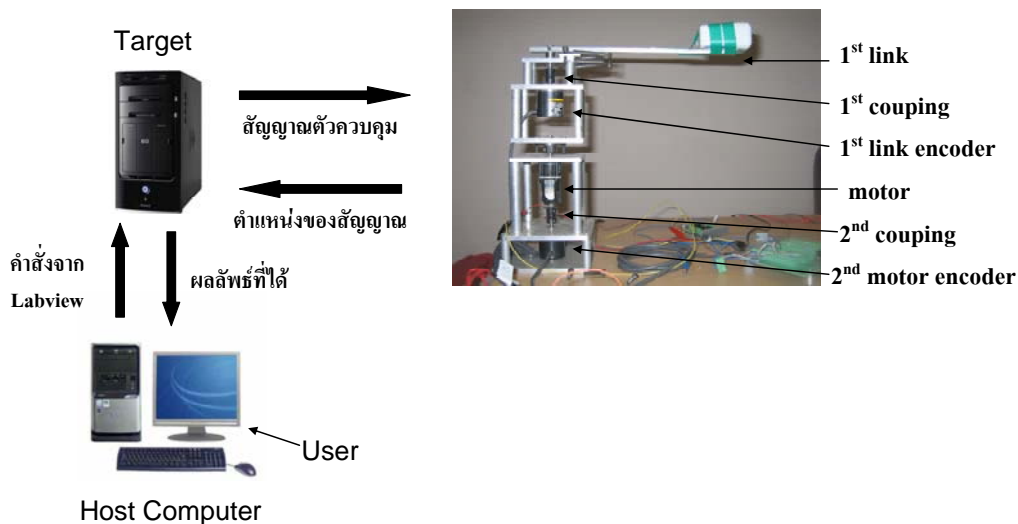 Target
สัญญาณตัวควบคุม
ตำแหน่งของสัญญาณ
คำสั่งจาก
Labview
ผลลัพธ์ที่ได้
User
Host Computer
1st link
1st couping
1st link encoder
motor
2nd couping
2nd motor encoder